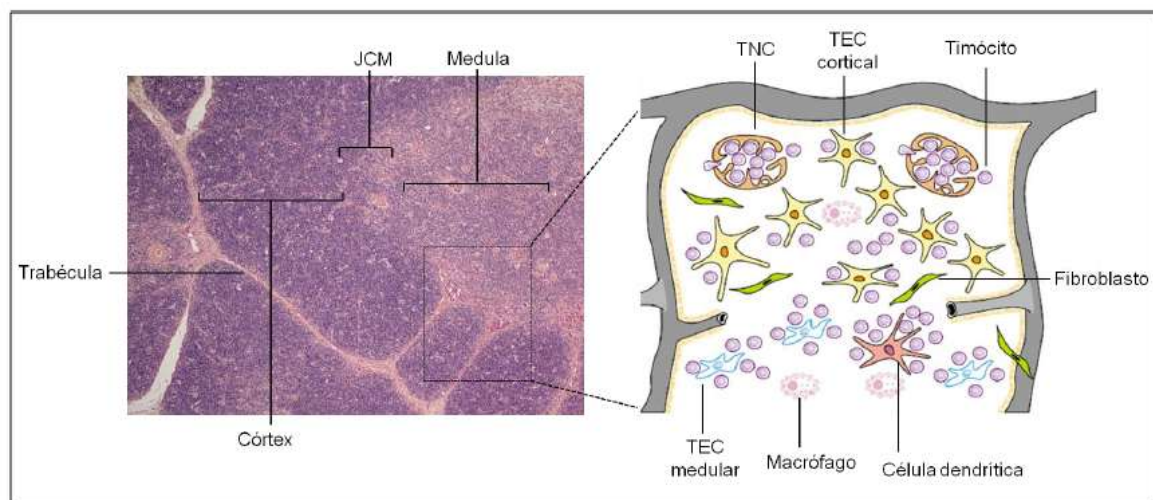 JCM
Medula
Trabécula
Córtex
TNC
TEC
cortical
Timócito
Fibroblasto
TEC
medular
Macrófago
Célula dendrítica